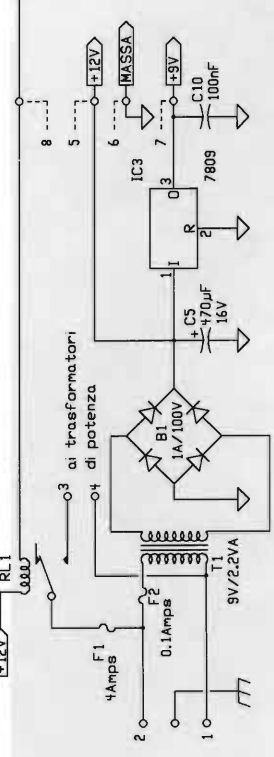 +12V
RL1
8
5
+12V
6
MASSA
7
+9V
C10
100nF
IC3
7809
1
I
O
3
R
2
+
C5
470µF
16V
ai trasformatori
di potenza
3
4
B1
1A/100V
T1
9V/2.2VA
F1
4Amps
F2
0.1Amps
2
1